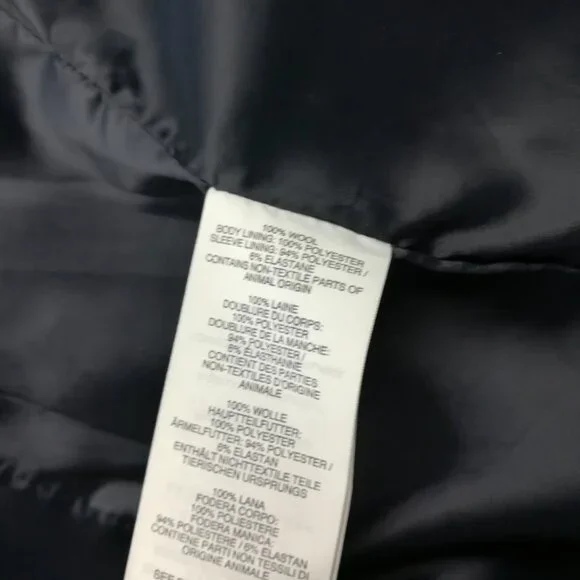 100% WOOL
BODY LINING: 100% POLYESTER
SLEEVE LINING: 94% POLYESTER /
6% ELASTANE
CONTAINS NON-TEXTILE PARTS OF
ANIMAL ORIGIN
100% LAINE
DOUBLURE DU CORPS:
100% POLYESTER
DOUBLURE DE LA MANCHE:
94% POLYESTER /
6% ÉLASTHANNE
CONTIENT DES PARTIES
NON-TEXTILES D'ORIGINE
ANIMALE
100% WOLLE
HAUPTTEILFUTTER:
100% POLYESTER
ÄRMELFUTTER: 94% POLYESTER /
6% ELASTAN
ENTHÄLT NICHTTEXTILE TEILE
TIERISCHEN URSPRUNGS
100% LANA
FODERA CORPO:
100% POLIESTERE
FODERA MANICA:
94% POLIESTERE / 6% ELASTAN
CONTIENE PARTI NON TESSILI DI
ORIGINE ANIMALE
SEE